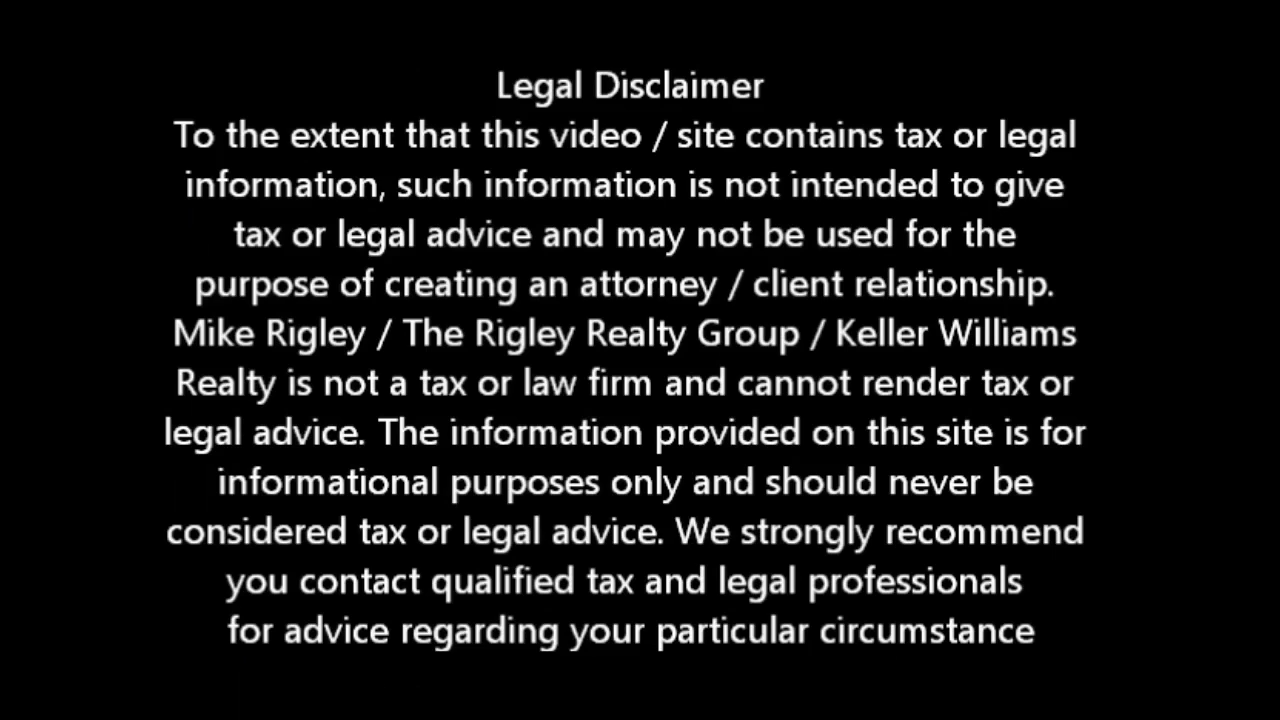 Legal Disclaimer
To the extent that this video / site contains tax or legal
information, such information is not intended to give
tax or legal advice and may not be used for the
purpose of creating an attorney / client relationship.
Mike Rigley / The Rigley Realty Group / Keller Williams
Realty is not a tax or law firm and cannot render tax or
legal advice. The information provided on this site is for
informational purposes only and should never be
considered tax or legal advice. We strongly recommend
you contact qualified tax and legal professionals
for advice regarding your particular circumstance